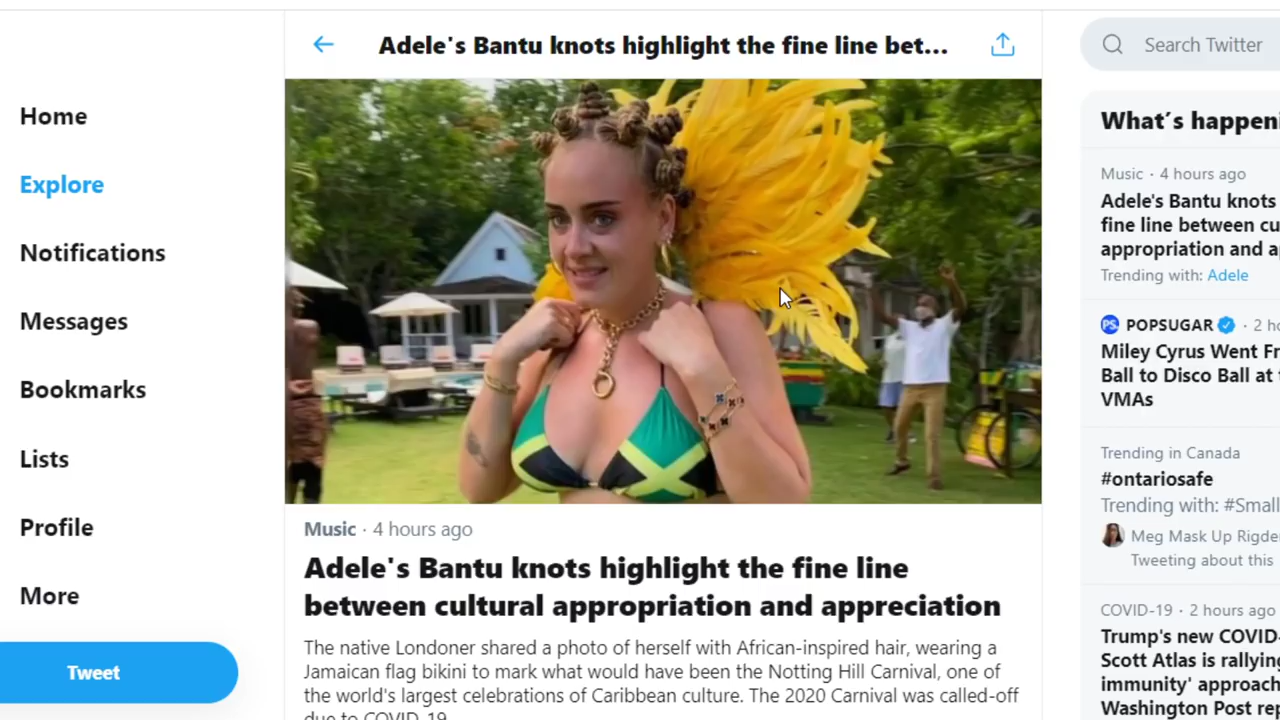 Adele's Bantu knots highlight the fine line bet...
Search Twitter
Home
Explore
Notifications
Messages
Bookmarks
Lists
Profile
More
Tweet
Music · 4 hours ago
Adele's Bantu knots highlight the fine line
between cultural appropriation and appreciation
The native Londoner shared a photo of herself with African-inspired hair, wearing a
Jamaican flag bikini to mark what would have been the Notting Hill Carnival, one of
the world's largest celebrations of Caribbean culture. The 2020 Carnival was called-off
due to COVID-19
What's happeni
Music · 4 hours ago
Adele's Bantu knots
fine line between cu
appropriation and a
Trending with: Adele
PS POPSUGAR · 2 ho
Miley Cyrus Went Fr
Ball to Disco Ball at
VMAs
Trending in Canada
#ontariosafe
Trending with: #Small
Meg Mask Up Rigde
Tweeting about this
COVID-19 · 2 hours ago
Trump's new COVID-
Scott Atlas is rallying
immunity' approach
Washington Post rep